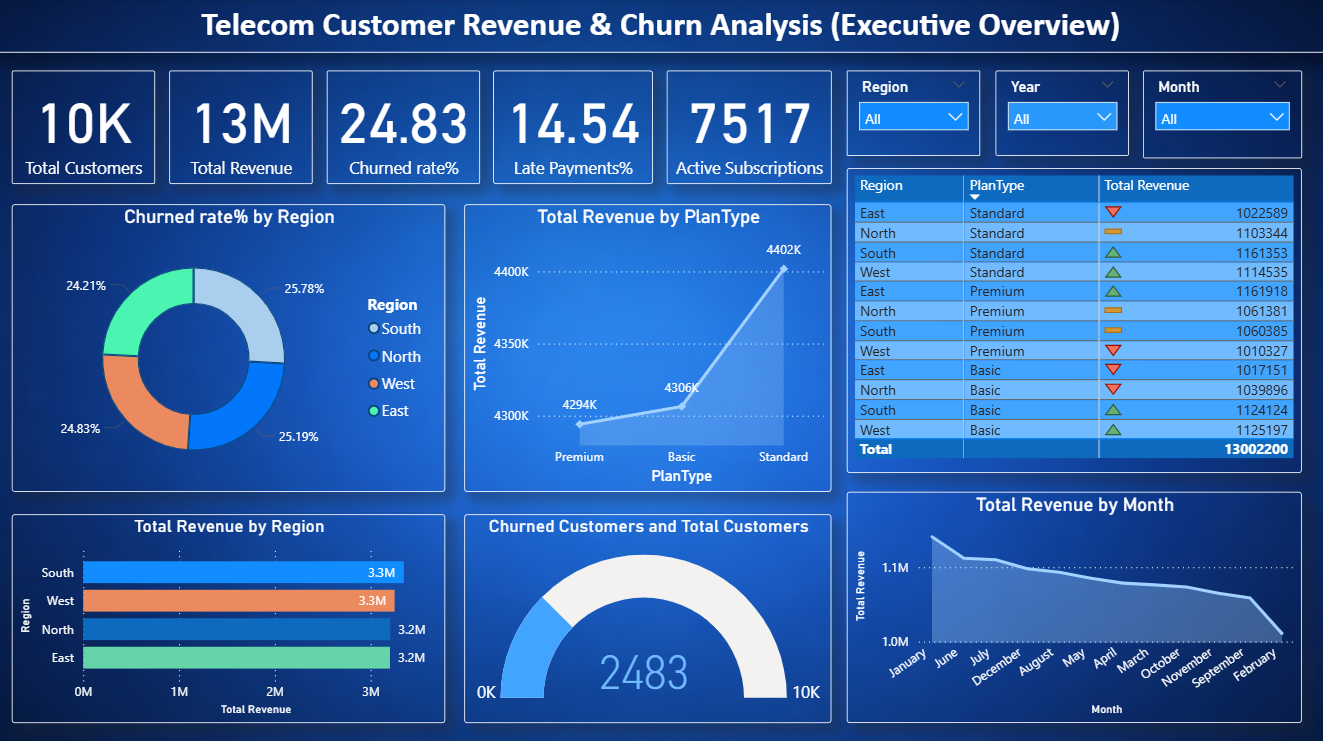 Telecom Customer Revenue & Churn Analysis (Executive Overview)
10K
Total Customers
13M
Total Revenue
24.83
Churned rate%
14.54
Late Payments%
7517
Active Subscriptions
Region
All
Year
All
Month
All
Churned rate% by Region
24.21%
25.78%
24.83%
25.19%
Region
South
North
West
East
Total Revenue by PlanType
4402K
4400K
4350K
4306K
4294K
4300K
Total Revenue
Premium Basic Standard
PlanType
Region PlanType Total Revenue
East Standard 1022589
North Standard 1103344
South Standard 1161353
West Standard 1114535
East Premium 1161918
North Premium 1061381
South Premium 1060385
West Premium 1010327
East Basic 1017151
North Basic 1039896
South Basic 1124124
West Basic 1125197
Total 13002200
Total Revenue by Region
Region
South 3.3M
West 3.3M
North 3.2M
East 3.2M
0M 1M 2M 3M
Total Revenue
Churned Customers and Total Customers
2483
0K 10K
Total Revenue by Month
Total Revenue
1.1M
1.0M
January June July December August May April March October November September February
Month